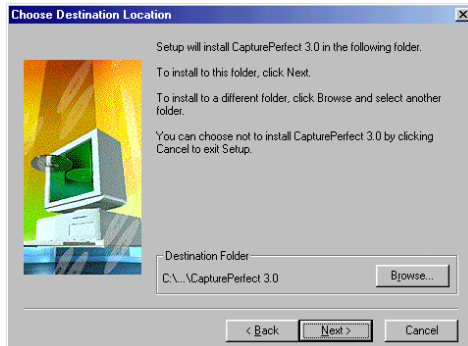 Choose Destination Location
Setup will install CapturePerfect 3.0 in the following folder.
To install to this folder, click Next.
To install to a different folder, click Browse and select another
folder.
You can choose not to install CapturePerfect 3.0 by clicking
Cancel to exit Setup.
Destination Folder
C:\...\CapturePerfect 3.0
Browse...
< Back
Next >
Cancel